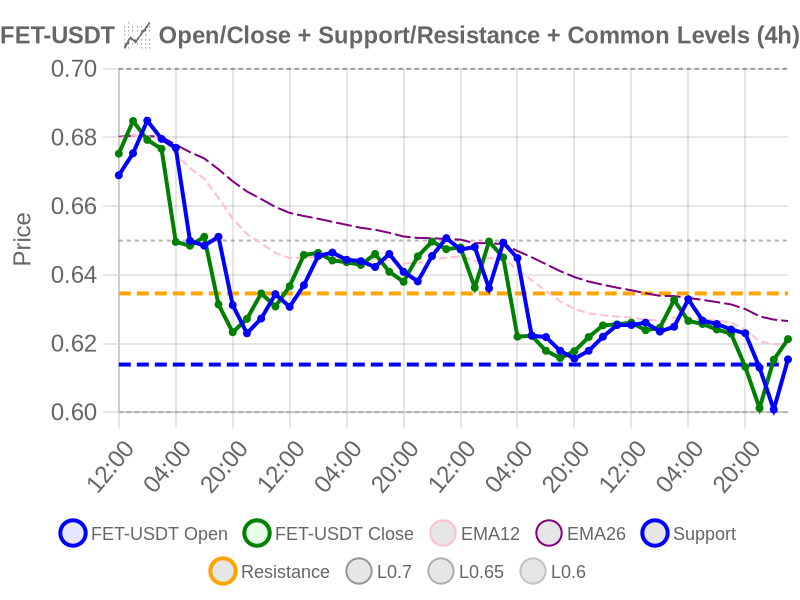 FET-USDT 📈 Open/Close + Support/Resistance + Common Levels (4h)
0.70
0.68
0.66
0.64
0.62
0.60
Price
12:00
04:00
20:00
12:00
04:00
20:00
12:00
04:00
20:00
12:00
04:00
20:00
FET-USDT Open
FET-USDT Close
EMA12
EMA26
Support
Resistance
L0.7
L0.65
L0.6